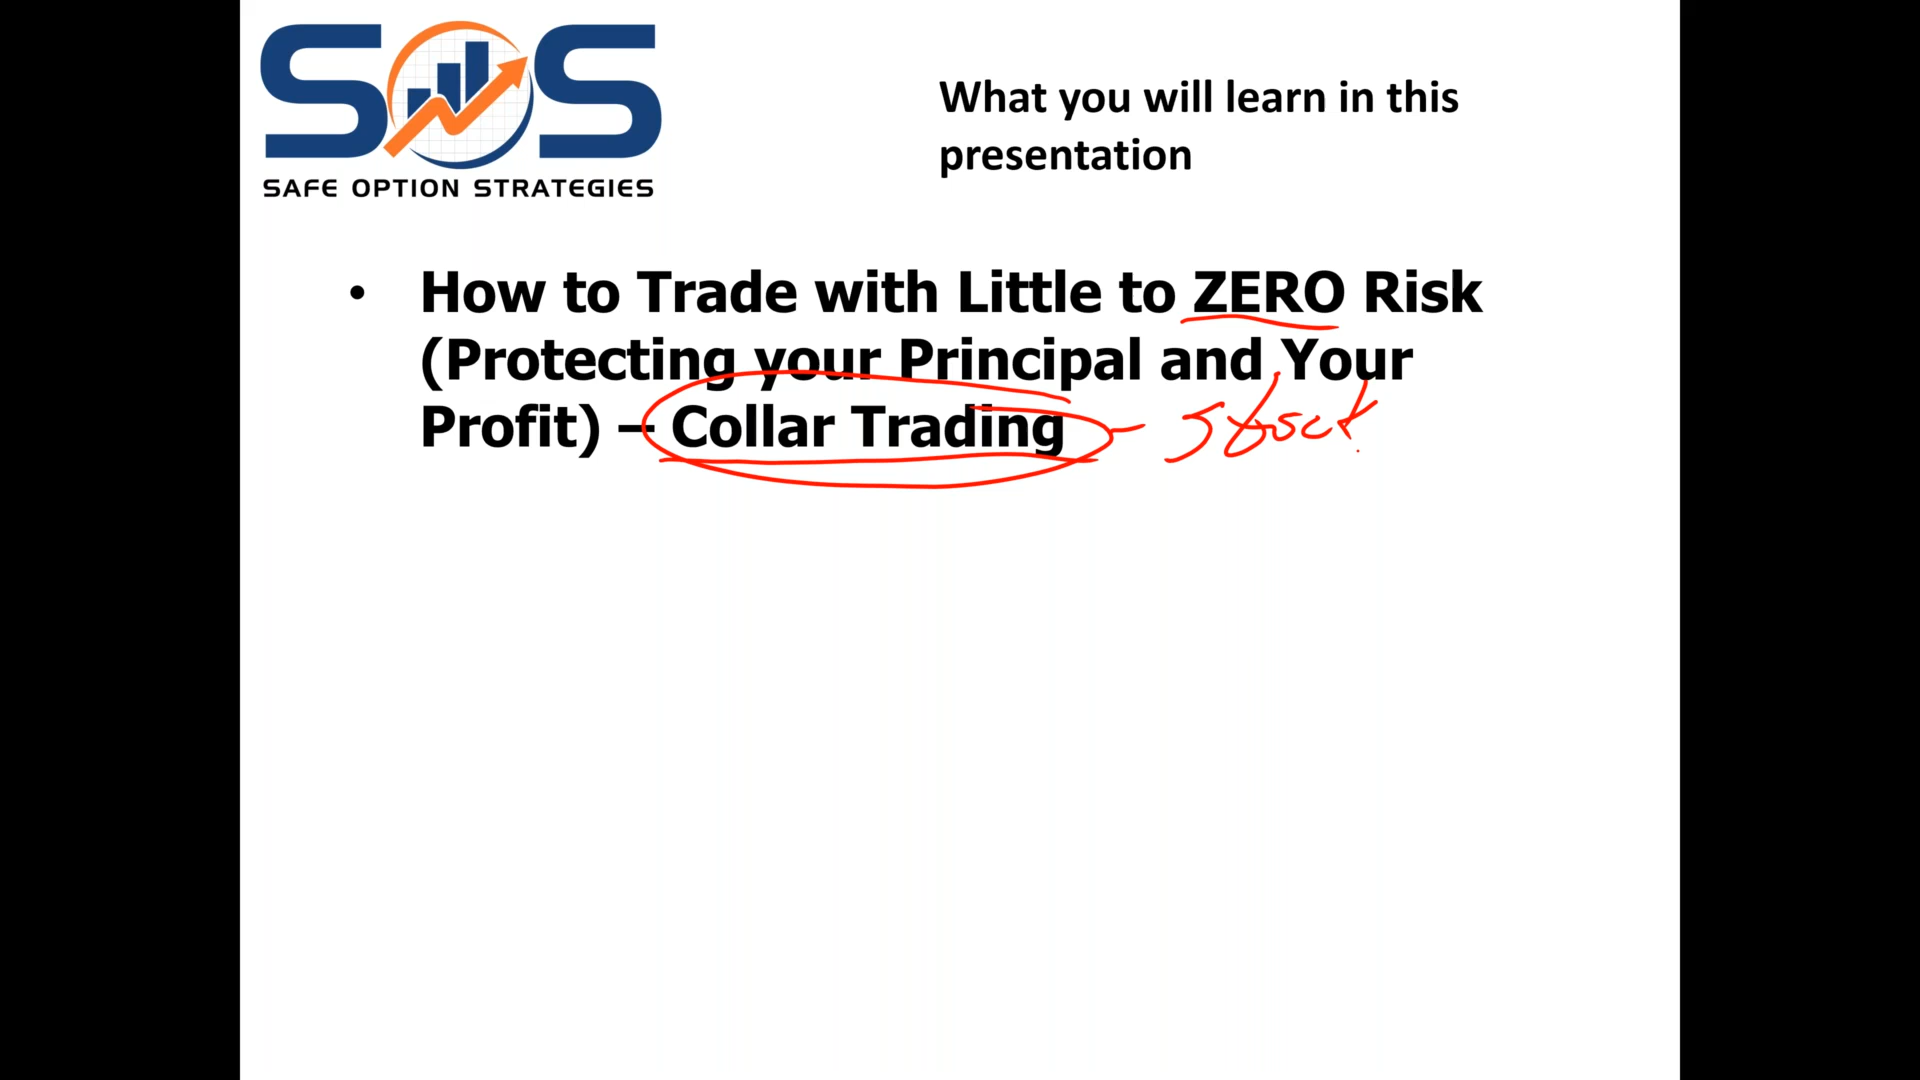 SOS
SAFE OPTION STRATEGIES
What you will learn in this
presentation
• How to Trade with Little to ZERO Risk
(Protecting your Principal and Your
Profit) – Collar Trading - Stock